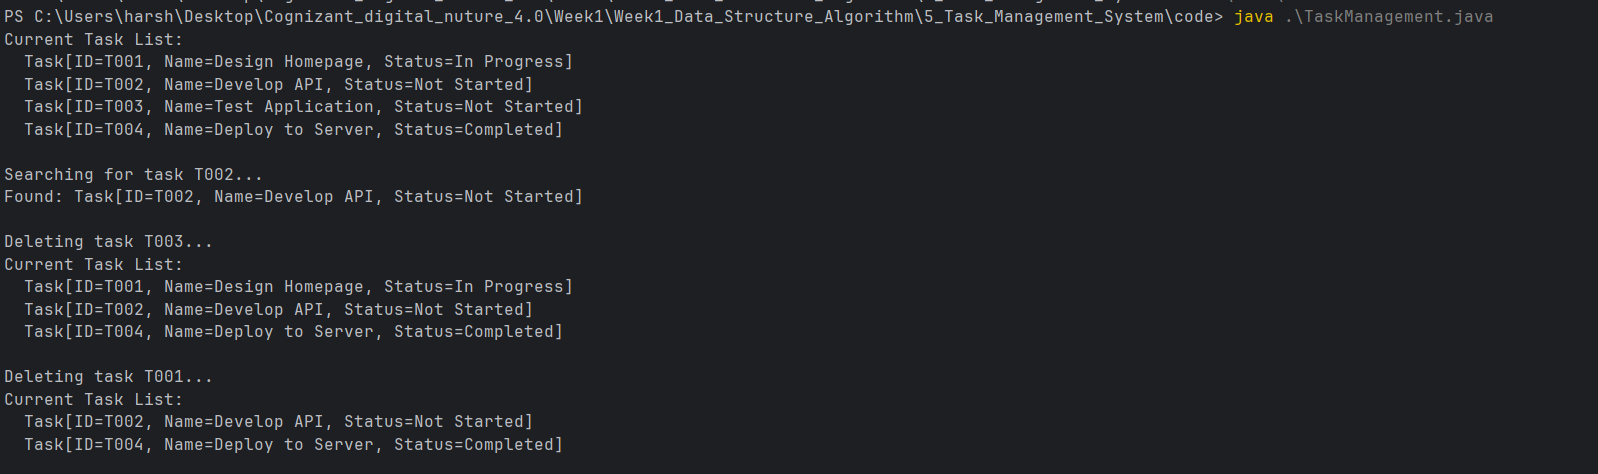 PS C:\Users\harsh\Desktop\Cognizant_digital_nuture_4.0\Week1\Week1_Data_Structure_Algorithm\5_Task_Management_System\code> java .\TaskManagement.java
Current Task List:
  Task[ID=T001, Name=Design Homepage, Status=In Progress]
  Task[ID=T002, Name=Develop API, Status=Not Started]
  Task[ID=T003, Name=Test Application, Status=Not Started]
  Task[ID=T004, Name=Deploy to Server, Status=Completed]

Searching for task T002...
Found: Task[ID=T002, Name=Develop API, Status=Not Started]

Deleting task T003...
Current Task List:
  Task[ID=T001, Name=Design Homepage, Status=In Progress]
  Task[ID=T002, Name=Develop API, Status=Not Started]
  Task[ID=T004, Name=Deploy to Server, Status=Completed]

Deleting task T001...
Current Task List:
  Task[ID=T002, Name=Develop API, Status=Not Started]
  Task[ID=T004, Name=Deploy to Server, Status=Completed]